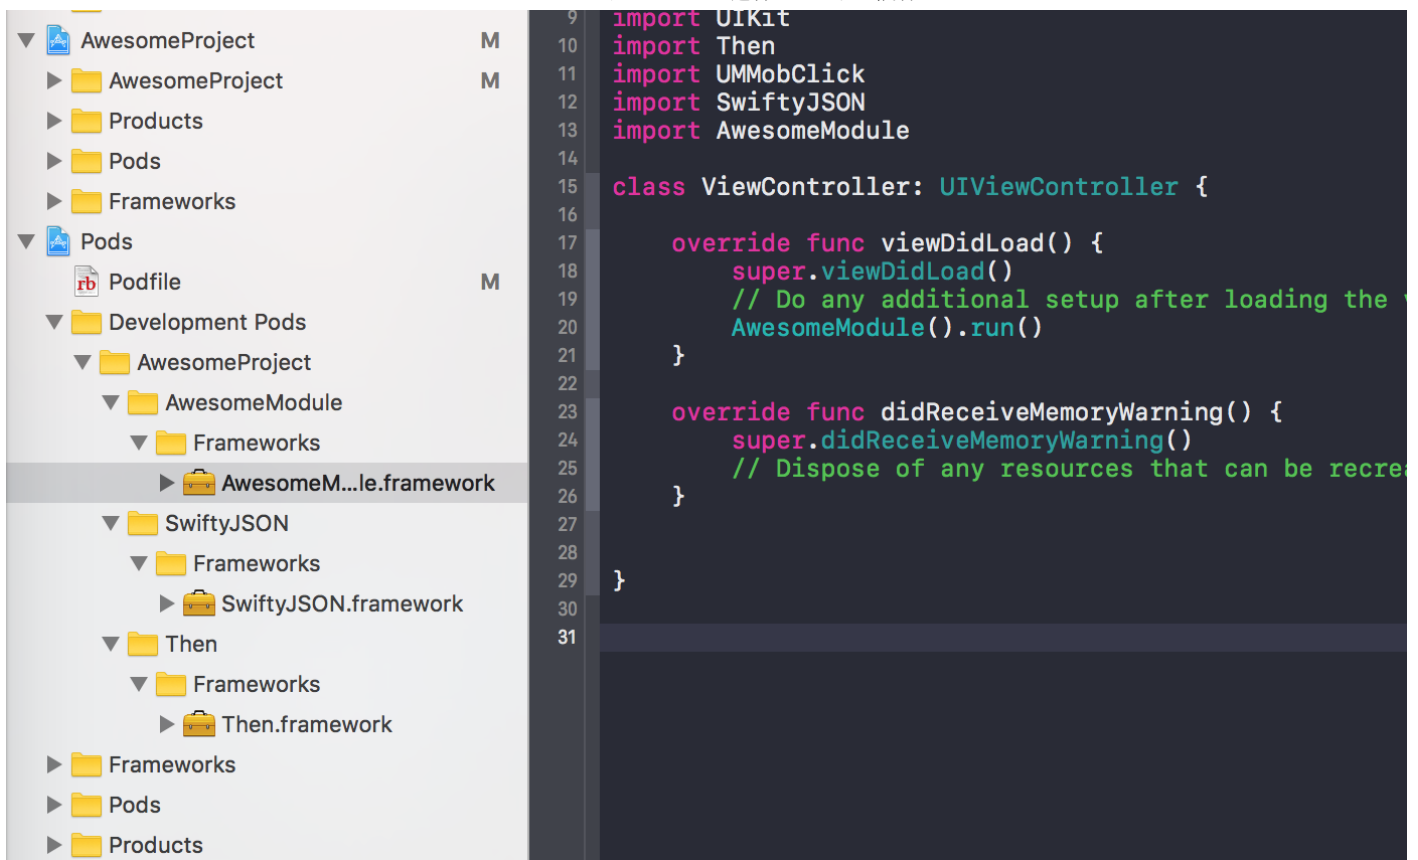 AwesomeProject M
AwesomeProject M
Products
Pods
Frameworks
Pods
rb Podfile M
Development Pods
AwesomeProject
AwesomeModule
Frameworks
AwesomeM...le.framework
SwiftyJSON
Frameworks
SwiftyJSON.framework
Then
Frameworks
Then.framework
Frameworks
Pods
Products
9 import UIKit
10 import Then
11 import UMMobClick
12 import SwiftyJSON
13 import AwesomeModule
14
15 class ViewController: UIViewController {
16
17 override func viewDidLoad() {
18 super.viewDidLoad()
19 // Do any additional setup after loading the
20 AwesomeModule().run()
21 }
22
23 override func didReceiveMemoryWarning() {
24 super.didReceiveMemoryWarning()
25 // Dispose of any resources that can be recrea
26 }
27
28
29 }
30
31